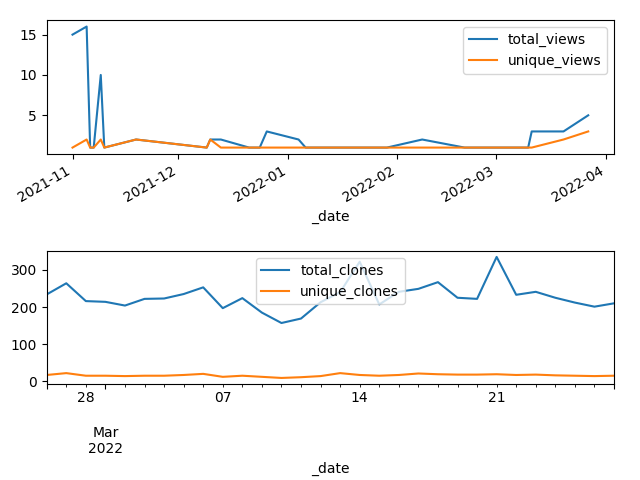 15
10
5
total_views
unique_views
2021-11
2021-12
2022-01
2022-02
2022-03
2022-04
_date
300
200
100
0
total_clones
unique_clones
28
07
14
21
Mar
2022
_date